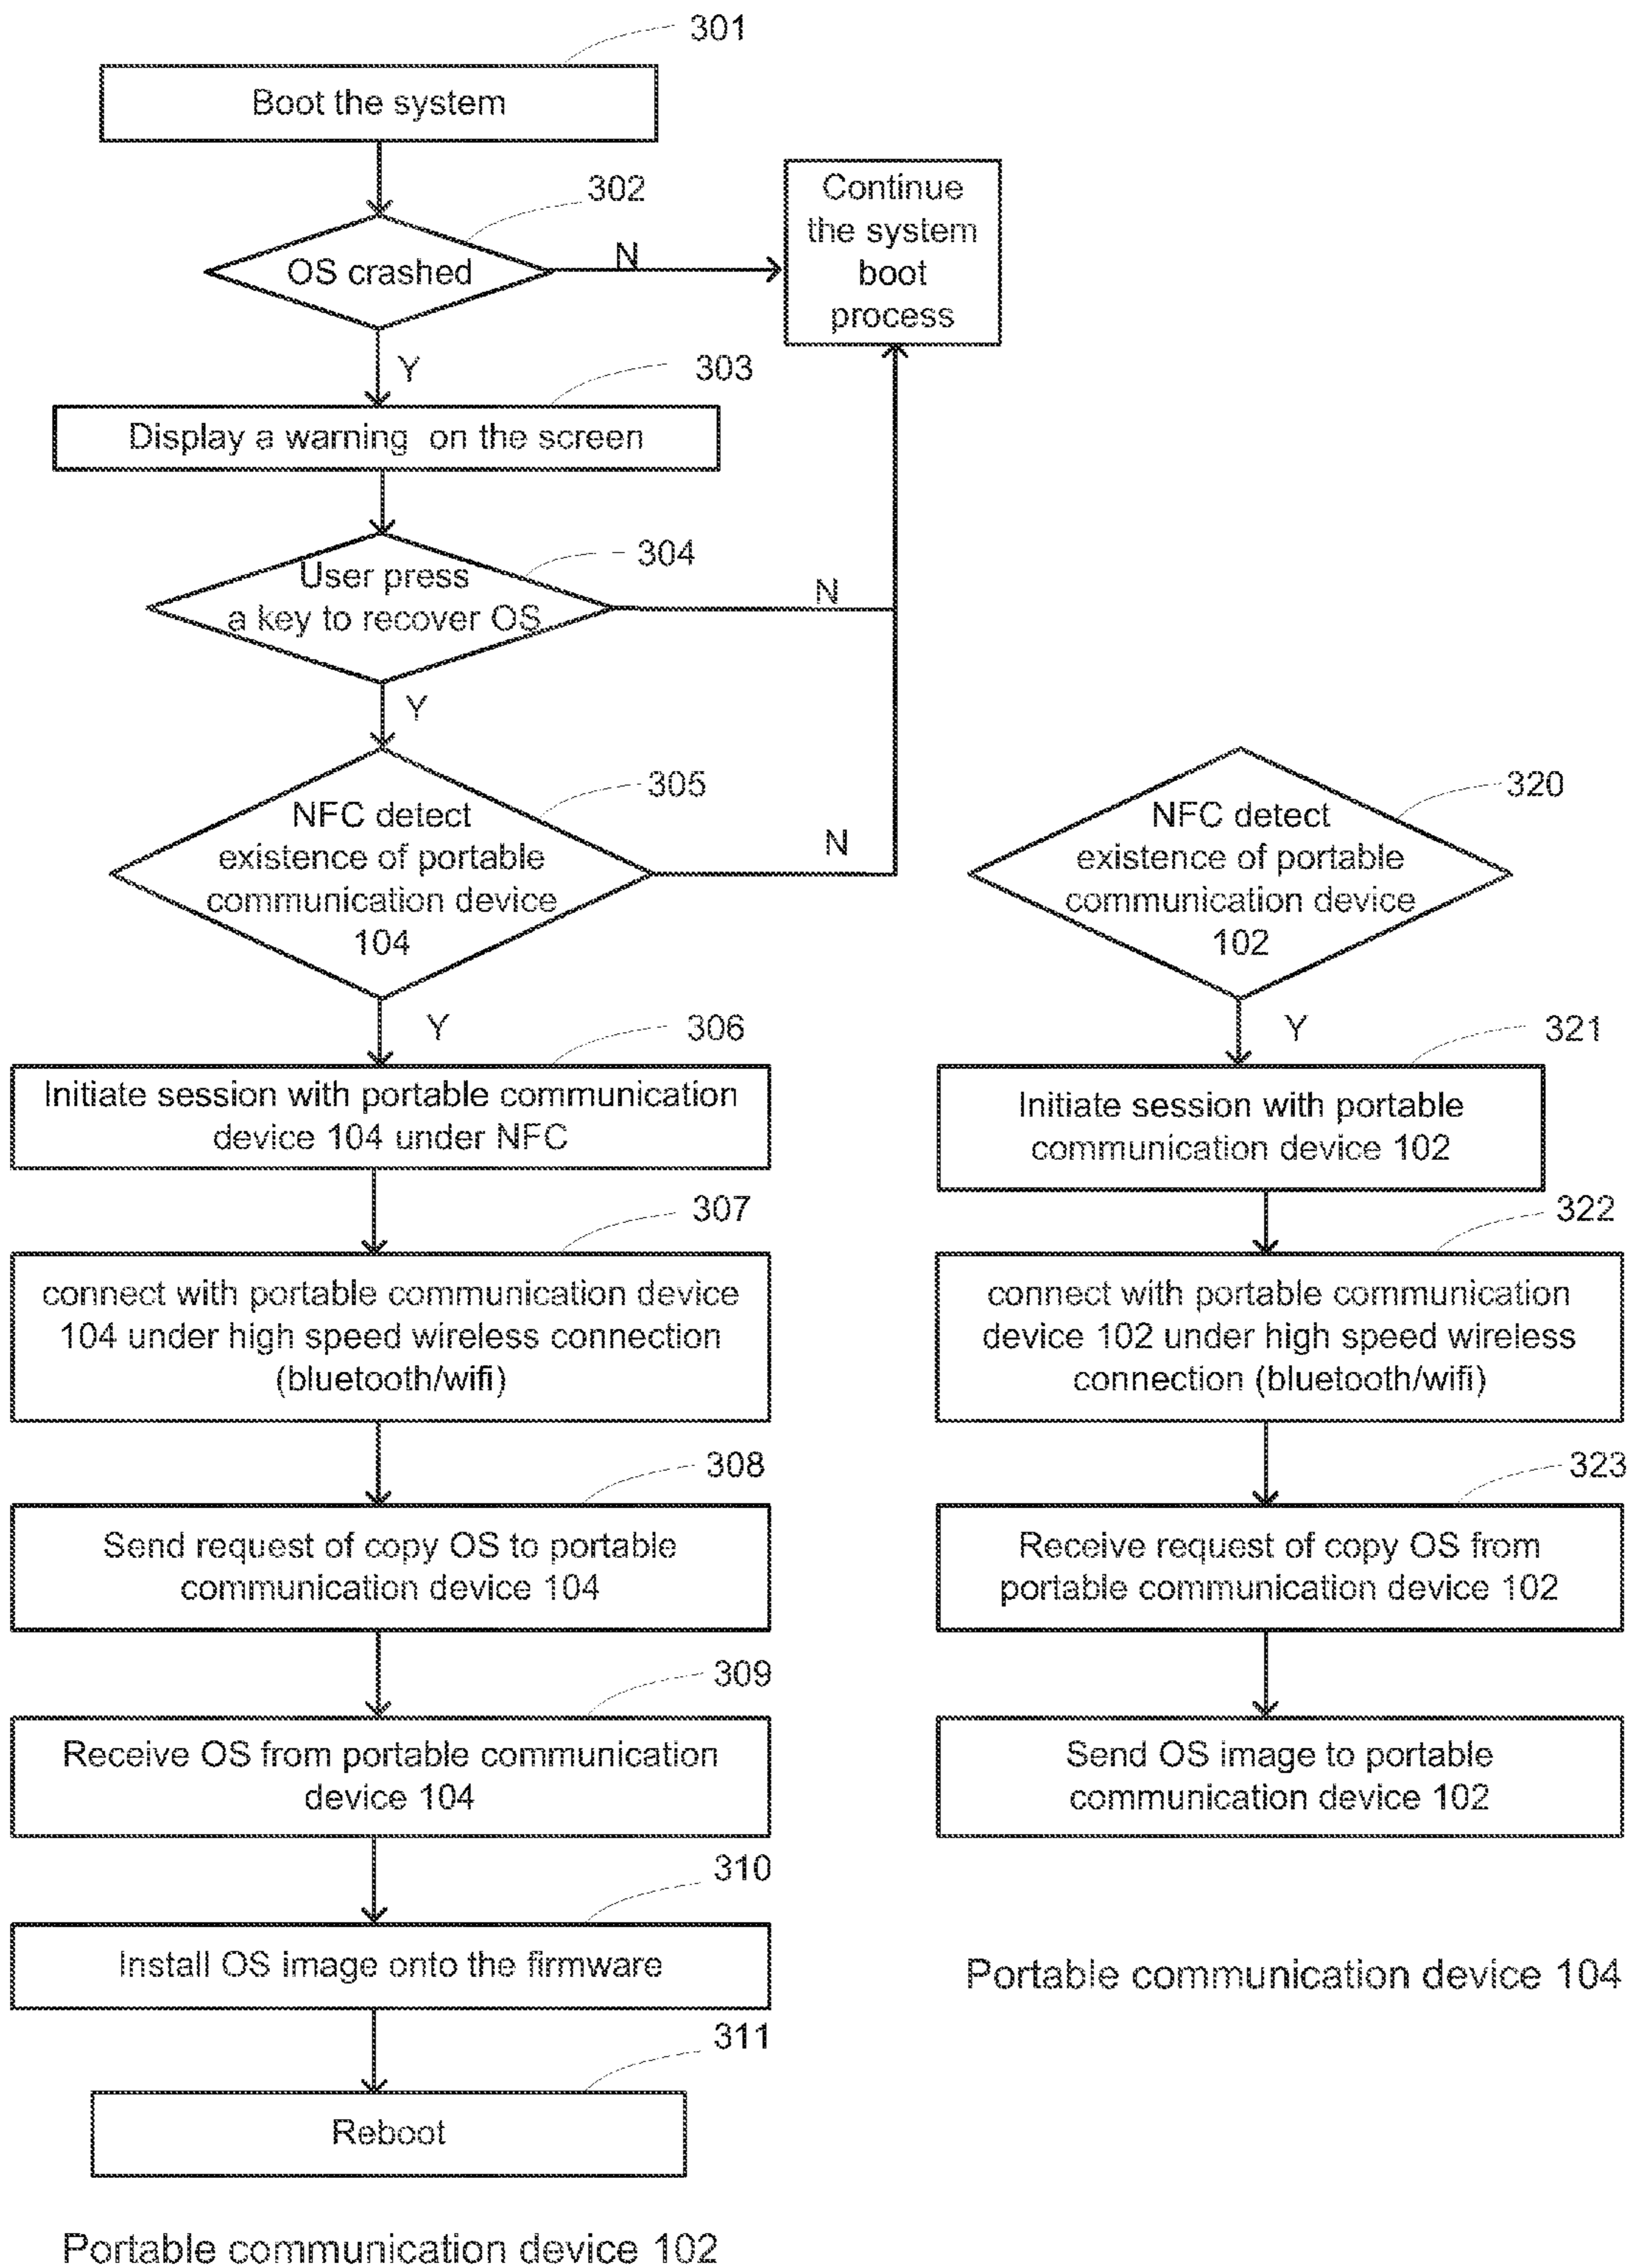 301
Boot the system
302
OS crashed
N
Continue
the system
boot
process
Y
303
Display a warning on the screen
304
User press
a key to recover OS
N
Y
305
NFC detect
existence of portable
communication device
104
N
Y
306
Initiate session with portable communication
device 104 under NFC
307
connect with portable communication device
104 under high speed wireless connection
(bluetooth/wifi)
308
Send request of copy OS to portable
communication device 104
309
Receive OS from portable communication
device 104
310
Install OS image onto the firmware
311
Reboot
Portable communication device 102
320
NFC detect
existence of portable
communication device
102
Y
321
Initiate session with portable
communication device 102
322
connect with portable communication
device 102 under high speed wireless
connection (bluetooth/wifi)
323
Receive request of copy OS from
portable communication device 102
Send OS image to portable
communication device 102
Portable communication device 104